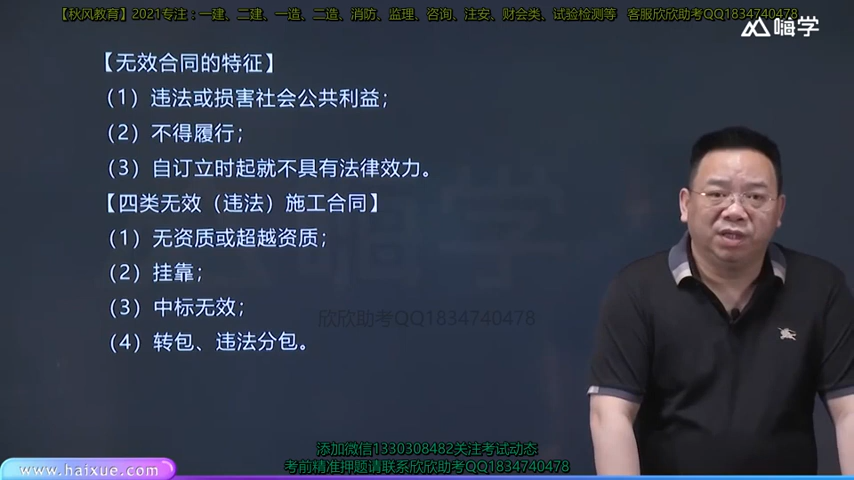 【秋风教育】2021专注：一建、二建、一造、二造、消防、监理、咨询、注安、财会类、试验检测等 客服欣欣助考QQ1834740478
嗨学
【无效合同的特征】
（1）违法或损害社会公共利益；
（2）不得履行；
（3）自订立时起就不具有法律效力。
【四类无效（违法）施工合同】
（1）无资质或超越资质；
（2）挂靠；
（3）中标无效；
欣欣助考QQ1834740478
（4）转包、违法分包。
添加微信1330308482关注考试动态
考前精准押题请联系欣欣助考QQ1834740478
www.haixue.com
嗨学